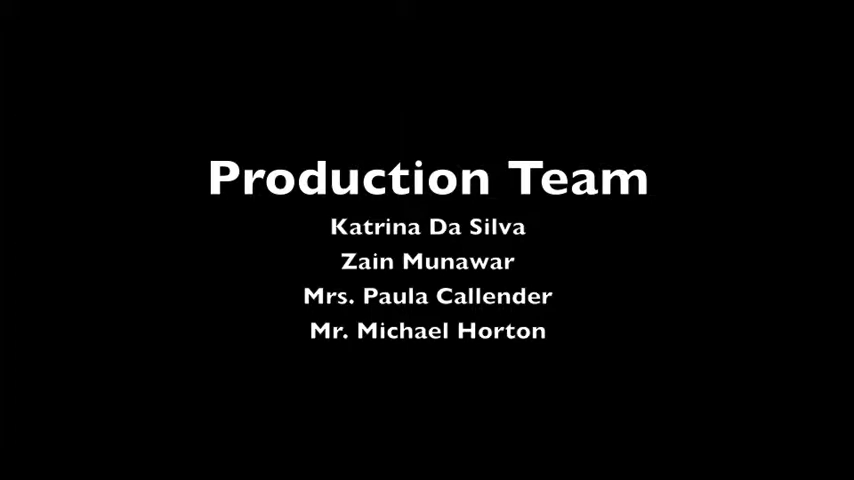 Production Team
Katrina Da Silva
Zain Munawar
Mrs. Paula Callender
Mr. Michael Horton